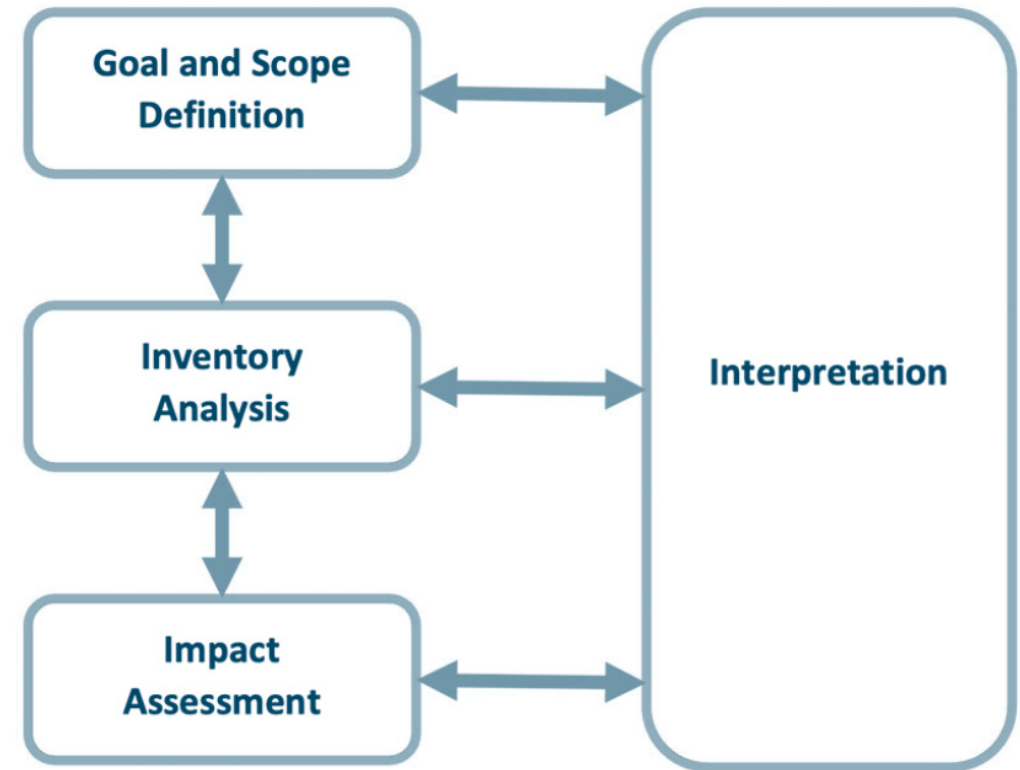 Goal and Scope
Definition
Inventory
Analysis
Interpretation
Impact
Assessment